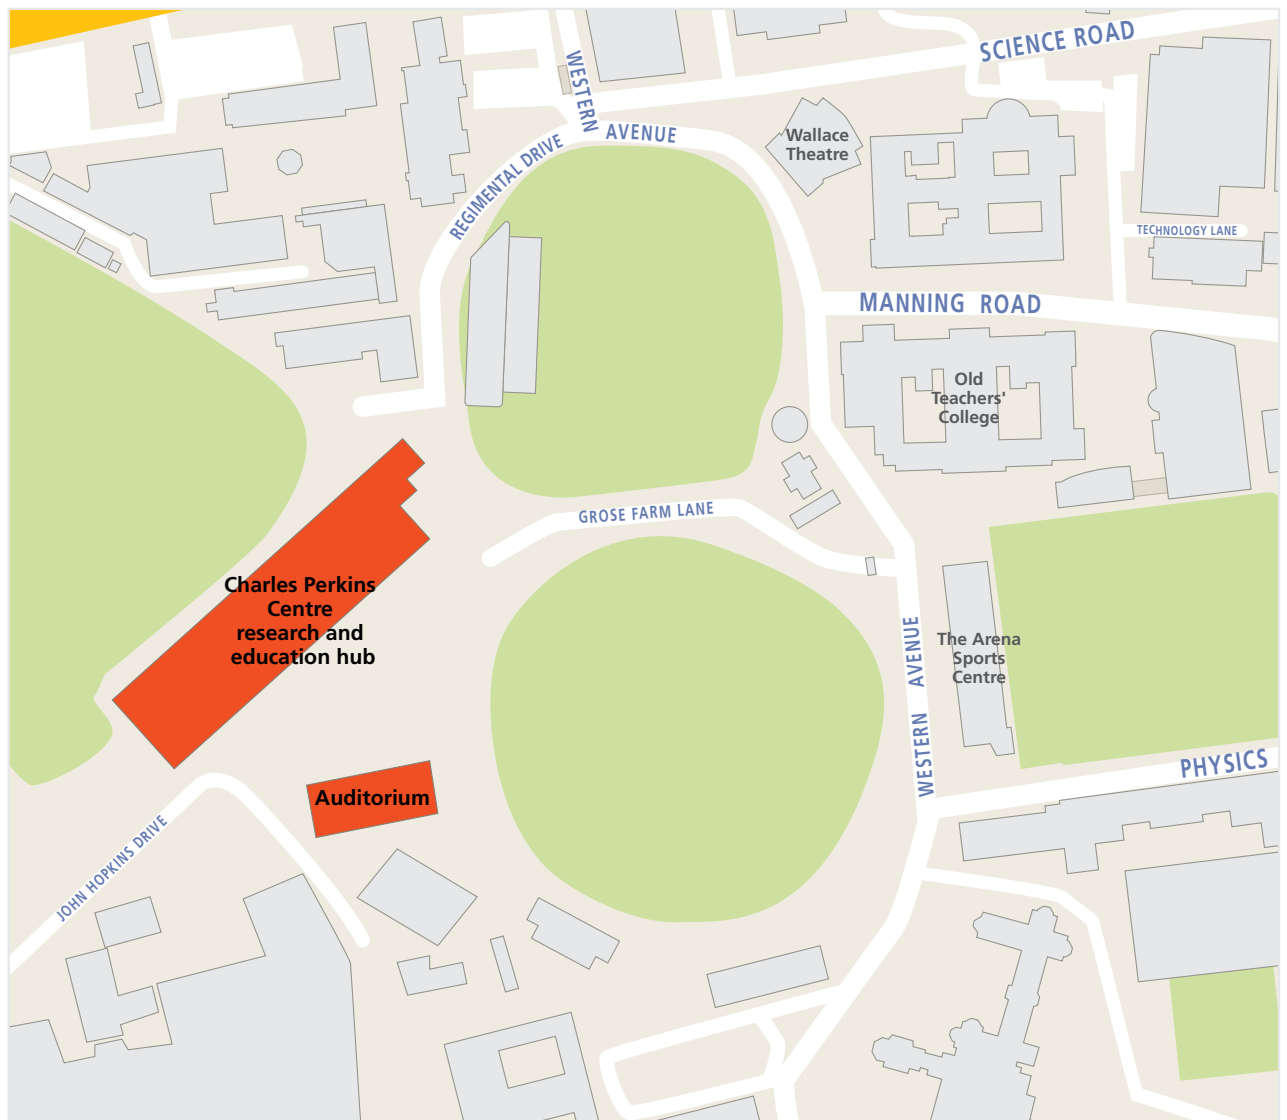 SCIENCE ROAD
WESTERN
AVENUE
REGIMENTAL DRIVE
Wallace
Theatre
TECHNOLOGY LANE
MANNING ROAD
Old
Teachers'
College
GROSE FARM LANE
Charles Perkins
Centre
research and
education hub
WESTERN AVENUE
The Arena
Sports
Centre
PHYSICS
Auditorium
JOHN HOPKINS DRIVE